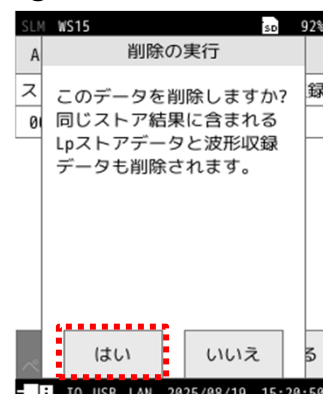 SLM WS15 SD 92%
A 削除の実行
ス 録
このデータを削除しますか?
同じストア結果に含まれる
Lpストアデータと波形収録
データも削除されます。
はい いいえ
ペ る
IO USB LAN 2025/08/19 15:20:50